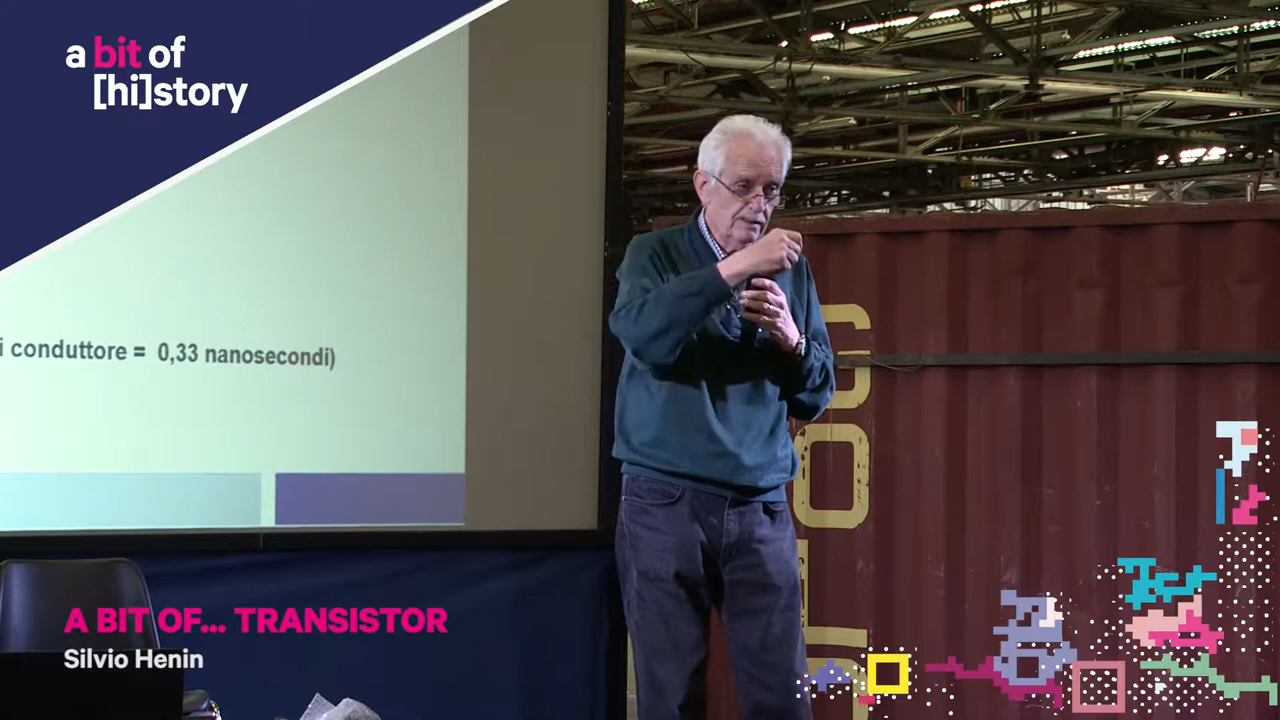 a bit of
[hi]story
i conduttore = 0,33 nanosecondi)
A BIT OF... TRANSISTOR
Silvio Henin